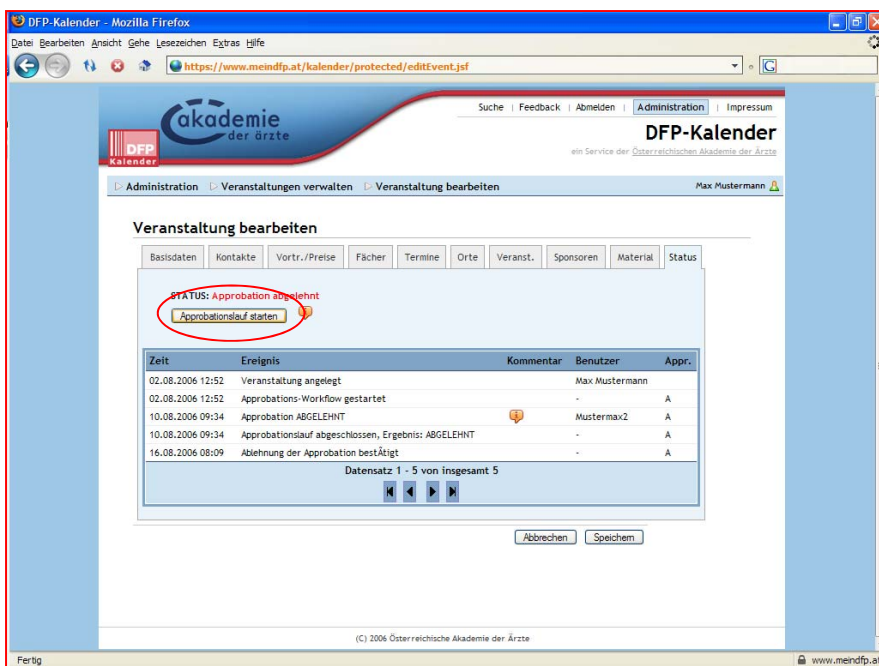 DFP-Kalender - Mozilla Firefox
Datei Bearbeiten Ansicht Gehe Lesezeichen Extras Hilfe
https://www.meindfp.at/kalender/protected/editEvent.jsf
G
akademie
der ärzte
DFP
Kalender
Suche | Feedback | Abmelden | Administration | Impressum
DFP-Kalender
ein Service der Österreichischen Akademie der Ärzte
Administration Veranstaltungen verwalten Veranstaltung bearbeiten Max Mustermann
Veranstaltung bearbeiten
Basisdaten Kontakte Vortr./Preise Fächer Termine Orte Veranst. Sponsoren Material Status
STATUS: Approbation abgelehnt
Approbationslauf starten
Zeit Ereignis Kommentar Benutzer Appr.
02.08.2006 12:52 Veranstaltung angelegt Max Mustermann
02.08.2006 12:52 Approbations-Workflow gestartet - A
10.08.2006 09:34 Approbation ABGELEHNT Mustermax2 A
10.08.2006 09:34 Approbationslauf abgeschlossen, Ergebnis: ABGELEHNT - A
16.08.2006 08:09 Ablehnung der Approbation bestÃtigt - A
Datensatz 1 - 5 von insgesamt 5
Abbrechen Speichern
(C) 2006 Österreichische Akademie der Ärzte
Fertig www.meindfp.at